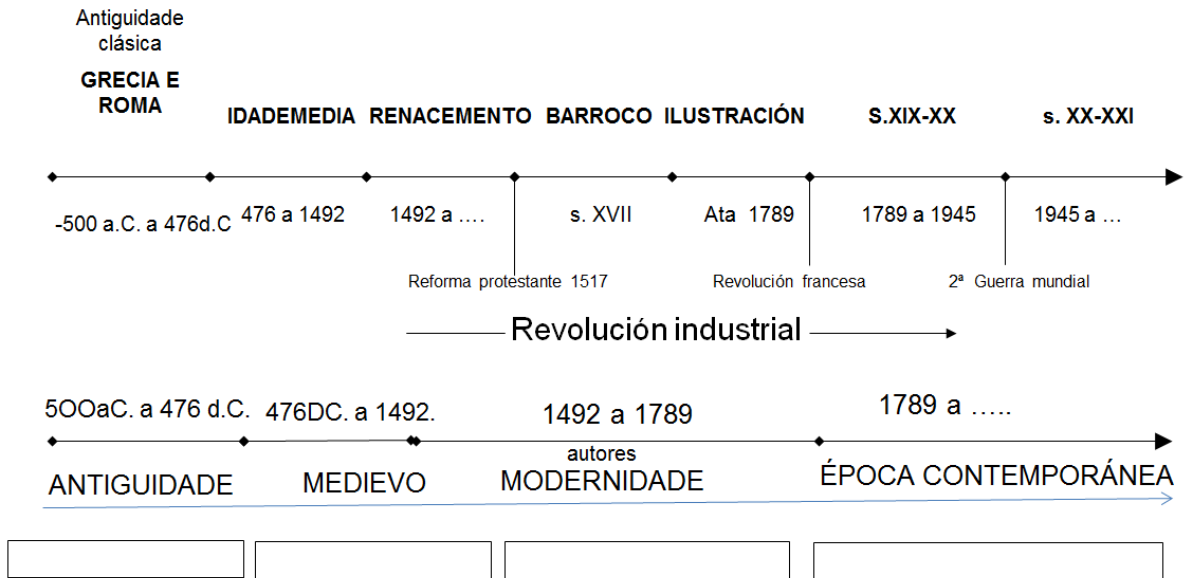 Antiguidade
clásica
GRECIA E
ROMA
IDADEMEDIA RENACEMENTO BARROCO ILUSTRACIÓN S.XIX-XX s. XX-XXI
-500 a.C. a 476d.C 476 a 1492 1492 a .... s. XVII Ata 1789 1789 a 1945 1945 a ...
Reforma protestante 1517 Revolución francesa 2ª Guerra mundial
Revolución industrial
5OOaC. a 476 d.C. 476DC. a 1492. 1492 a 1789 1789 a .....
autores
ANTIGUIDADE MEDIEVO MODERNIDADE ÉPOCA CONTEMPORÁNEA